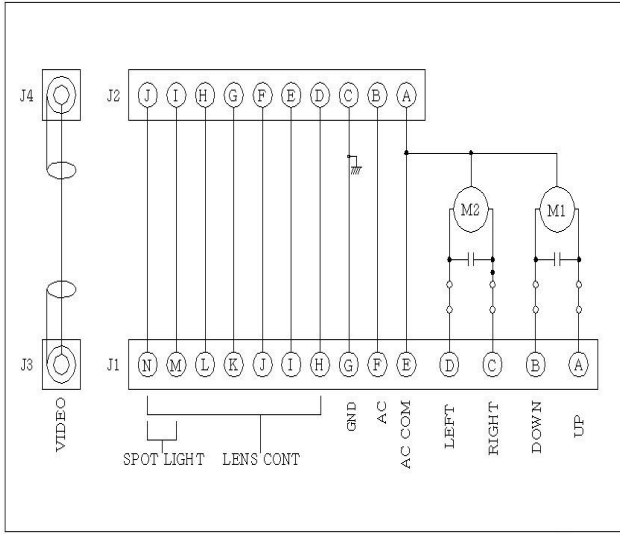 J4
J2
J I H G F E D C B A
M2
M1
J3
J1
N M L K J I H G F E D C B A
VIDEO
SPOT LIGHT
LENS CONT
GND
AC
AC COM
LEFT
RIGHT
DOWN
UP